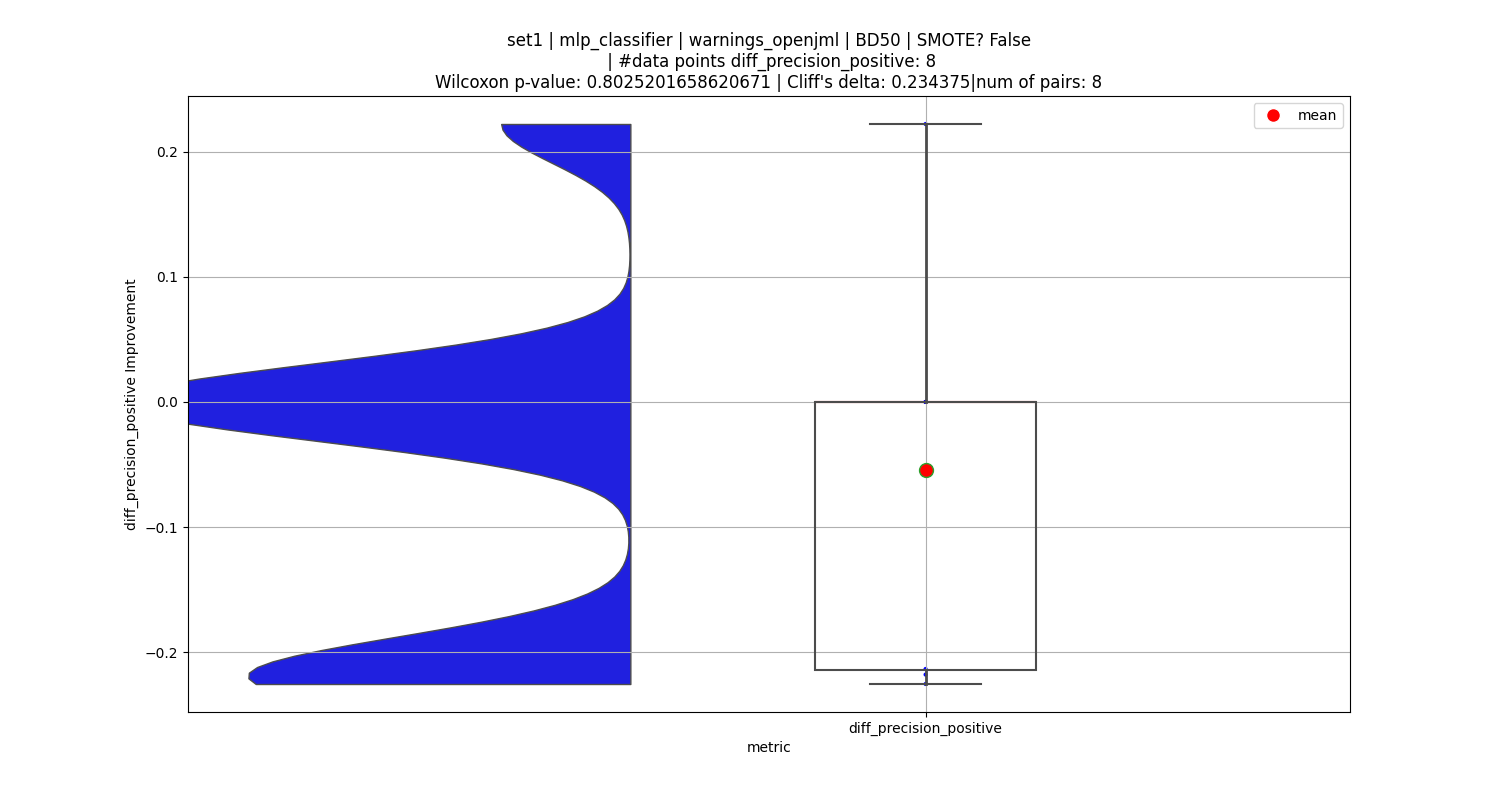 set1 | mlp_classifier | warnings_openjml | BD50 | SMOTE? False
| #data points diff_precision_positive: 8
Wilcoxon p-value: 0.8025201658620671 | Cliff's delta: 0.234375|num of pairs: 8
mean
0.2
0.1
0.0
−0.1
−0.2
diff_precision_positive Improvement
diff_precision_positive
metric